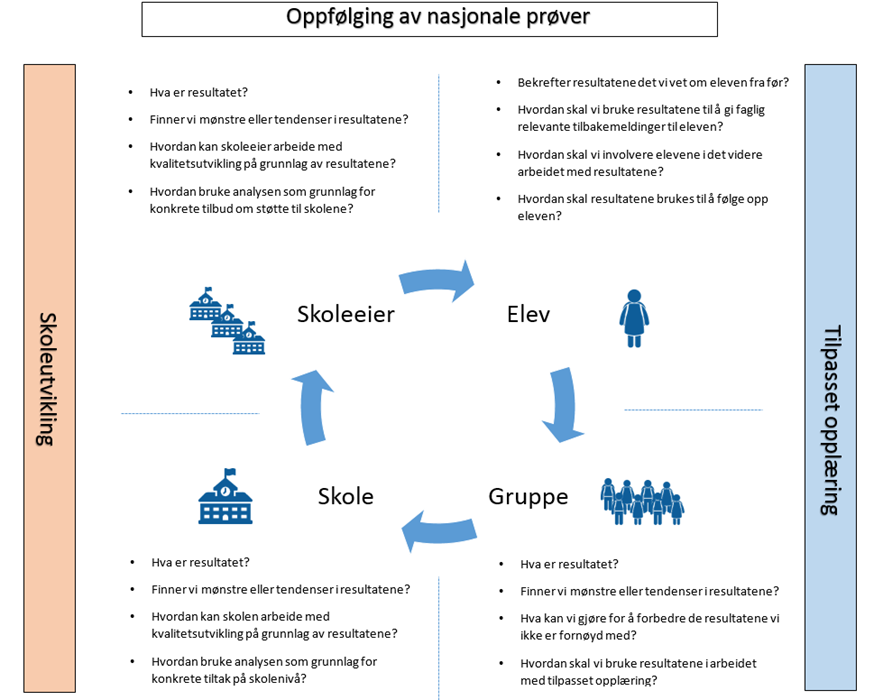 Oppfølging av nasjonale prøver
Skoleutvikling
• Hva er resultatet?
• Finner vi mønstre eller tendenser i resultatene?
• Hvordan kan skoleeier arbeide med
kvalitetsutvikling på grunnlag av resultatene?
• Hvordan bruke analysen som grunnlag for
konkrete tilbud om støtte til skolene?
• Bekrefter resultatene det vi vet om eleven fra før?
• Hvordan skal vi bruke resultatene til å gi faglig
relevante tilbakemeldinger til eleven?
• Hvordan skal vi involvere elevene i det videre
arbeidet med resultatene?
• Hvordan skal resultatene brukes til å følge opp
eleven?
Skoleeier
Elev
Skole
Gruppe
• Hva er resultatet?
• Finner vi mønstre eller tendenser i resultatene?
• Hvordan kan skolen arbeide med
kvalitetsutvikling på grunnlag av resultatene?
• Hvordan bruke analysen som grunnlag for
konkrete tiltak på skolenivå?
• Hva er resultatet?
• Finner vi mønstre eller tendenser i resultatene?
• Hva kan vi gjøre for å forbedre de resultatene vi
ikke er fornøyd med?
• Hvordan skal vi bruke resultatene i arbeidet
med tilpasset opplæring?
Tilpasset opplæring